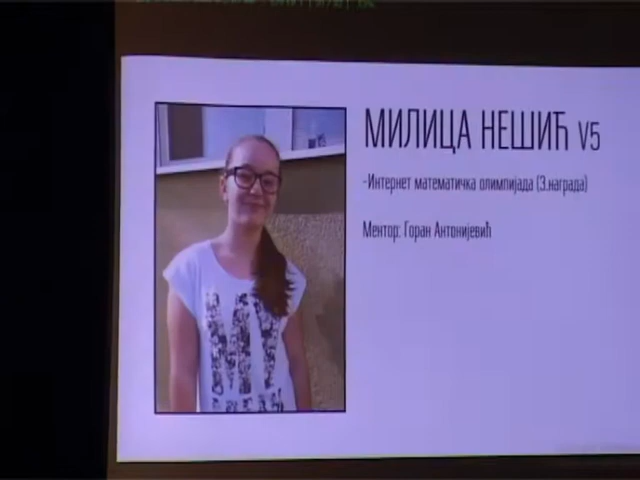 МИЛИЦА НЕШИЋ V5
-Интернет математичка олимпијада (3.награда)
Ментор: Горан Антонијевић